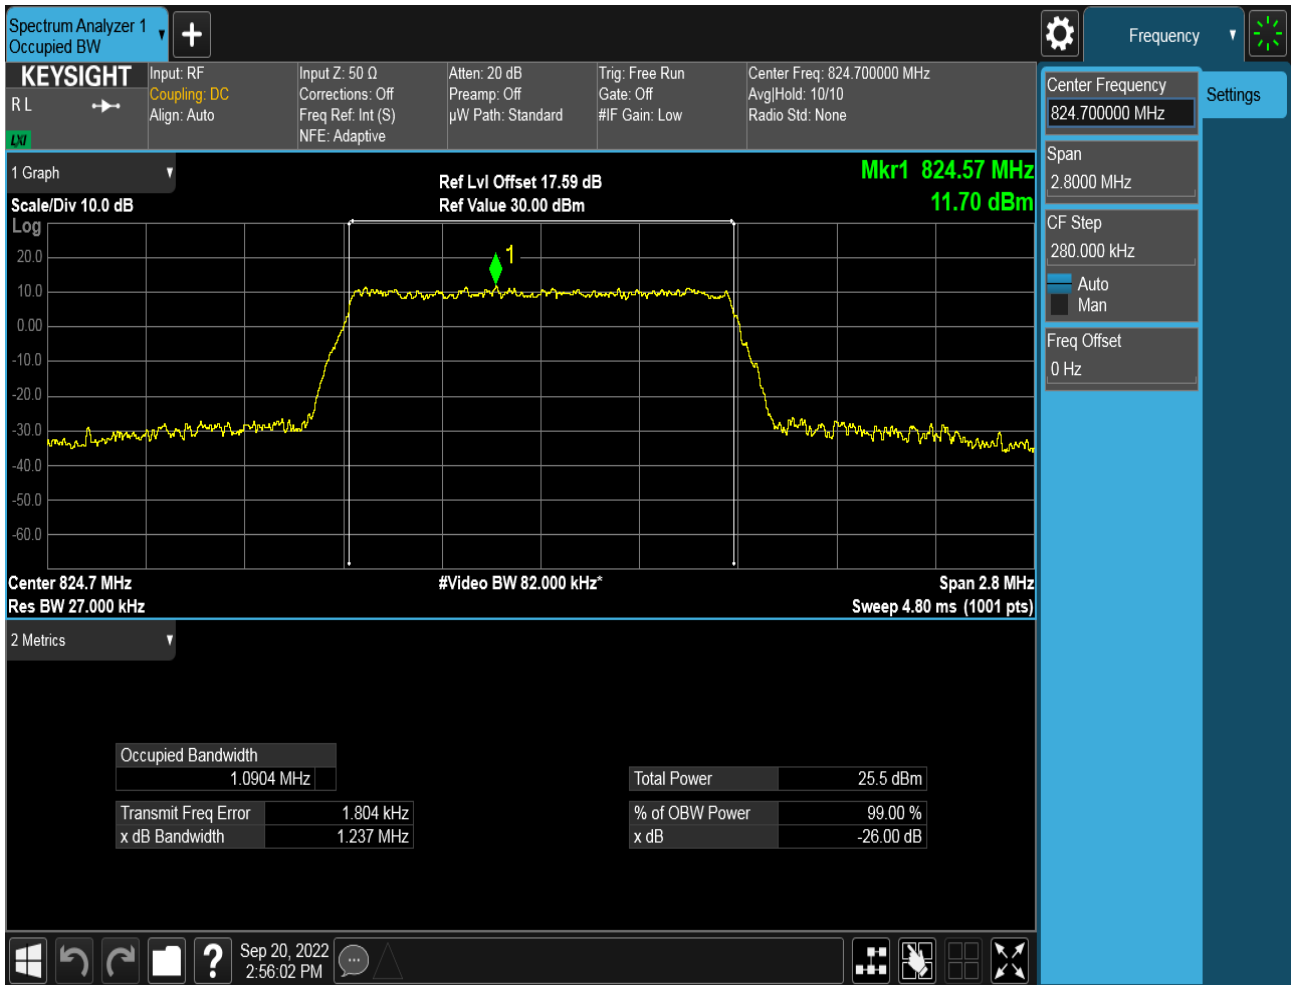 Spectrum Analyzer 1
Occupied BW
Frequency
KEYSIGHT
R L
LXI
Input: RF
Coupling: DC
Align: Auto
Input Z: 50 Ω
Corrections: Off
Freq Ref: Int (S)
NFE: Adaptive
Atten: 20 dB
Preamp: Off
µW Path: Standard
Trig: Free Run
Gate: Off
#IF Gain: Low
Center Freq: 824.700000 MHz
Avg|Hold: 10/10
Radio Std: None
Center Frequency
824.700000 MHz
Settings
Span
2.8000 MHz
CF Step
280.000 kHz
Auto
Man
Freq Offset
0 Hz
1 Graph
Scale/Div 10.0 dB
Ref Lvl Offset 17.59 dB
Ref Value 30.00 dBm
Mkr1 824.57 MHz
11.70 dBm
Log
20.0
10.0
0.00
-10.0
-20.0
-30.0
-40.0
-50.0
-60.0
1
Center 824.7 MHz
Res BW 27.000 kHz
#Video BW 82.000 kHz*
Span 2.8 MHz
Sweep 4.80 ms (1001 pts)
2 Metrics
Occupied Bandwidth
1.0904 MHz
Transmit Freq Error 1.804 kHz
x dB Bandwidth 1.237 MHz
Total Power 25.5 dBm
% of OBW Power 99.00 %
x dB -26.00 dB
?
Sep 20, 2022
2:56:02 PM